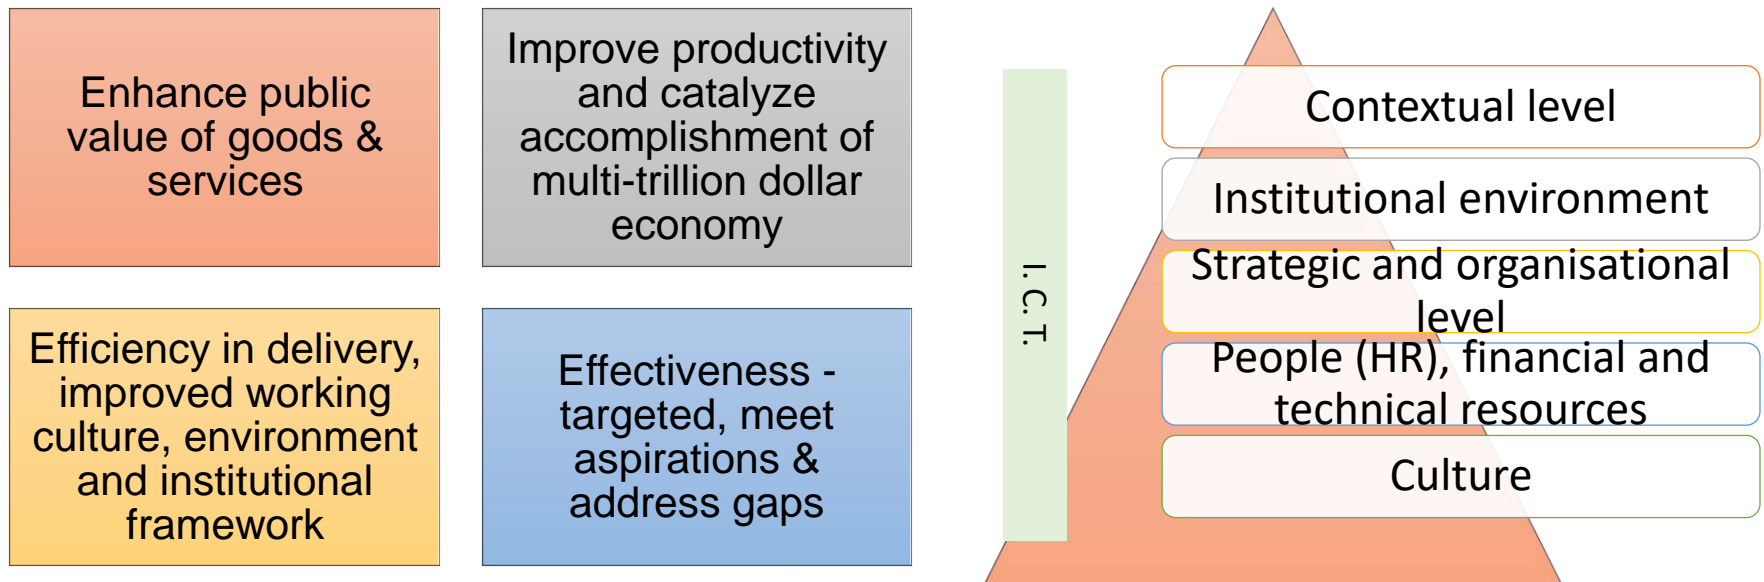 Enhance public
value of goods &
services
Improve productivity
and catalyze
accomplishment of
multi-trillion dollar
economy
Efficiency in delivery,
improved working
culture, environment
and institutional
framework
Effectiveness -
targeted, meet
aspirations &
address gaps
I.C.T.
Contextual level
Institutional environment
Strategic and organisational
level
People (HR), financial and
technical resources
Culture